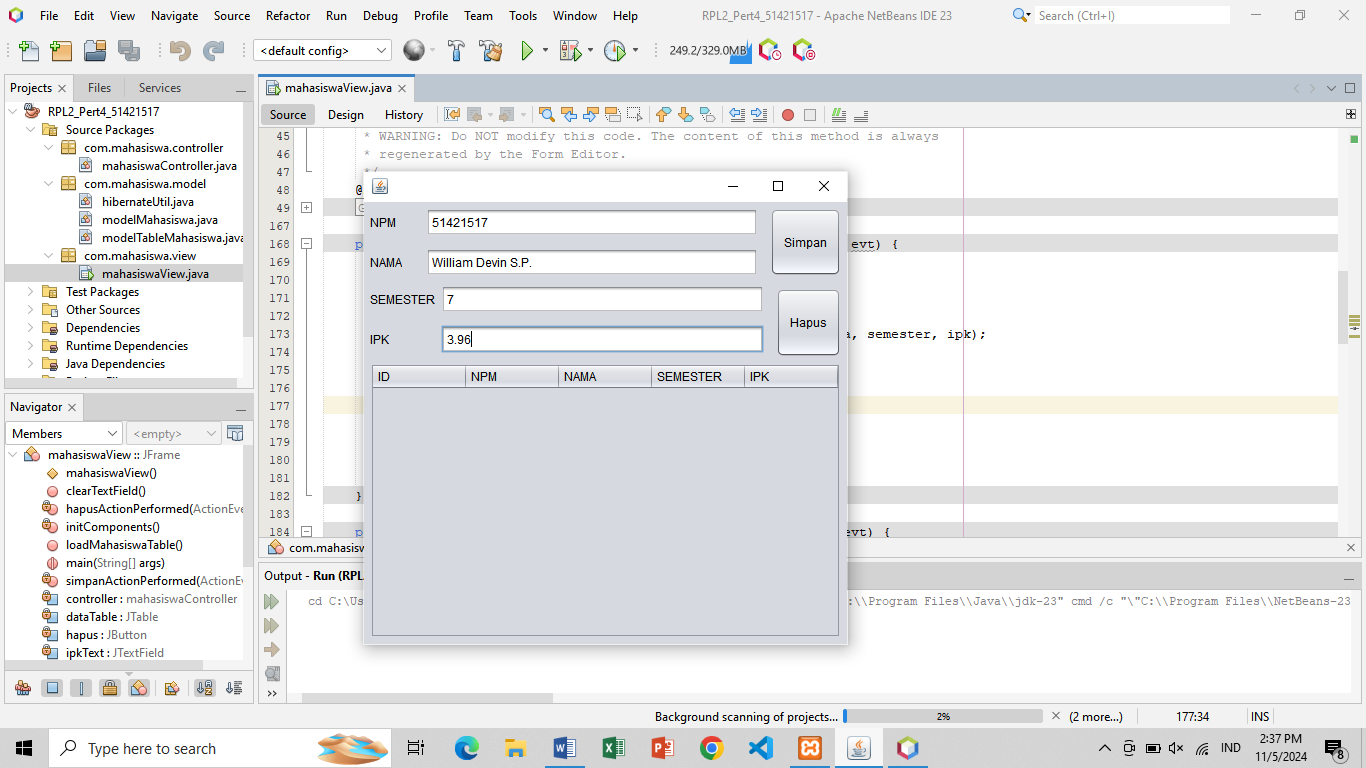 File Edit View Navigate Source Refactor Run Debug Profile Team Tools Window Help
RPL2_Pert4_51421517 - Apache NetBeans IDE 23
Search (Ctrl+I)
<default config>
249.2/329.0MB
Projects Files Services
RPL2_Pert4_51421517
Source Packages
com.mahasiswa.controller
mahasiswaController.java
com.mahasiswa.model
hibernateUtil.java
modelMahasiswa.java
modelTableMahasiswa.java
com.mahasiswa.view
mahasiswaView.java
Test Packages
Other Sources
Dependencies
Runtime Dependencies
Java Dependencies
Navigator
Members <empty>
mahasiswaView :: JFrame
mahasiswaView()
clearTextField()
hapusActionPerformed(ActionEve
initComponents()
loadMahasiswaTable()
main(String[] args)
simpanActionPerformed(ActionEv
controller : mahasiswaController
dataTable : JTable
hapus : JButton
ipkText : JTextField
mahasiswaView.java
Source Design History
45 * WARNING: Do NOT modify this code. The content of this method is always
46 * regenerated by the Form Editor.
47 */
48 @
49
167
168 p evt) {
169
170
171
172
173 a, semester, ipk);
174
175
176
177
178
179
180
181
182 }
183
184 p evt) {
com.mahasisw
NPM 51421517
NAMA William Devin S.P.
SEMESTER 7
IPK 3.96
Simpan
Hapus
ID NPM NAMA SEMESTER IPK
Output - Run (RPL
cd C:\Us :\\Program Files\\Java\\jdk-23" cmd /c "\"C:\\Program Files\\NetBeans-23
Background scanning of projects... 2% (2 more...) 177:34 INS
Type here to search
IND
2:37 PM
11/5/2024
8